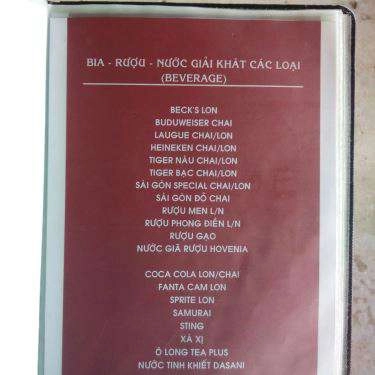 BIA - RƯỢU - NƯỚC GIẢI KHÁT CÁC LOẠI
(BEVERAGE)
BECK'S LON
BUDUWEISER CHAI
LAUGUE CHAI/LON
HEINEKEN CHAI/LON
TIGER NÂU CHAI/LON
TIGER BẠC CHAI/LON
SÀI GÒN SPECIAL CHAI/LON
SÀI GÒN ĐỎ CHAI
RƯỢU MEN L/N
RƯỢU PHONG ĐIỀN L/N
RƯỢU GẠO
NƯỚC GIÃ RƯỢU HOVENIA
COCA COLA LON/CHAI
FANTA CAM LON
SPRITE LON
SAMURAI
STING
XÁ XỊ
Ô LONG TEA PLUS
NƯỚC TINH KHIẾT DASANI